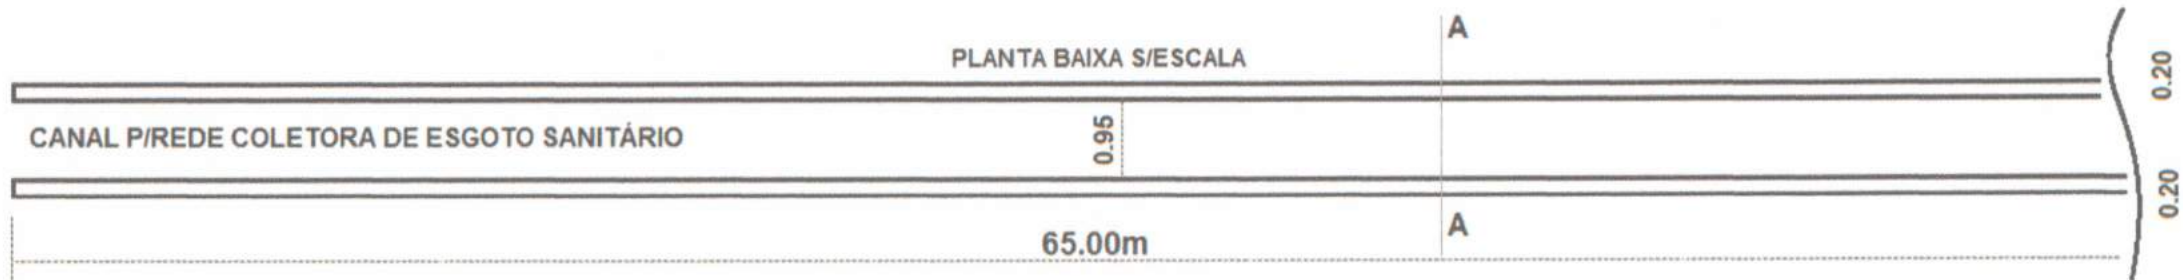 A
PLANTA BAIXA S/ESCALA
0.20
CANAL P/REDE COLETORA DE ESGOTO SANITÁRIO
0.95
0.20
A
65.00m